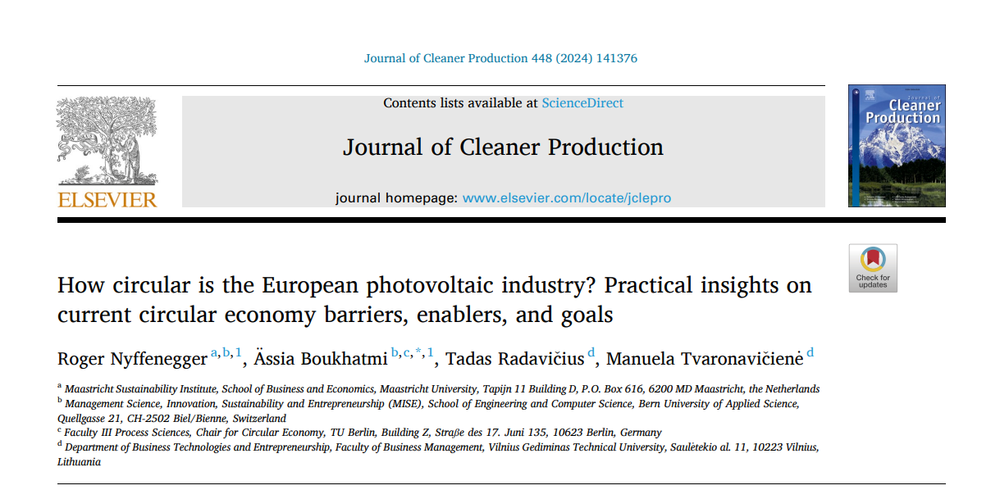 Journal of Cleaner Production 448 (2024) 141376
Contents lists available at ScienceDirect
Journal of Cleaner Production
journal homepage: www.elsevier.com/locate/jclepro
ELSEVIER
Journal of
Cleaner
Production
Check for
updates
How circular is the European photovoltaic industry? Practical insights on
current circular economy barriers, enablers, and goals
Roger Nyffenegger a,b,1, Ässia Boukhatmi b,c,*,1, Tadas Radavičius d, Manuela Tvaronavičienė d
a Maastricht Sustainability Institute, School of Business and Economics, Maastricht University, Tapijn 11 Building D, P.O. Box 616, 6200 MD Maastricht, the Netherlands
b Management Science, Innovation, Sustainability and Entrepreneurship (MISE), School of Engineering and Computer Science, Bern University of Applied Science,
Quellgasse 21, CH-2502 Biel/Bienne, Switzerland
c Faculty III Process Sciences, Chair for Circular Economy, TU Berlin, Building Z, Straße des 17. Juni 135, 10623 Berlin, Germany
d Department of Business Technologies and Entrepreneurship, Faculty of Business Management, Vilnius Gediminas Technical University, Saulėtekio al. 11, 10223 Vilnius,
Lithuania